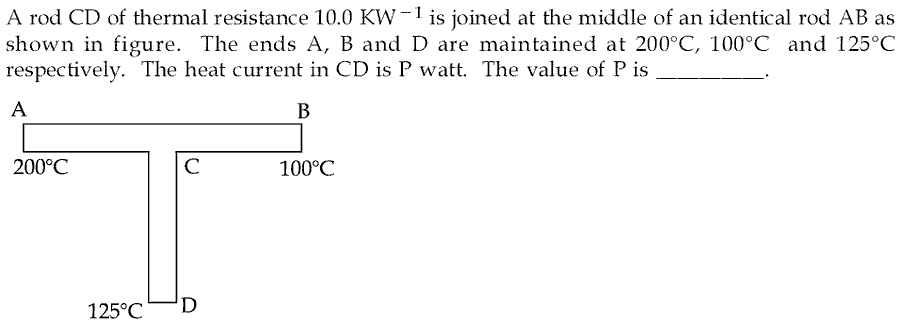 A rod CD of thermal resistance 10.0 KW⁻¹ is joined at the middle of an identical rod AB as
shown in figure. The ends A, B and D are maintained at 200°C, 100°C and 125°C
respectively. The heat current in CD is P watt. The value of P is __________.
A B
200°C C 100°C
125°C D